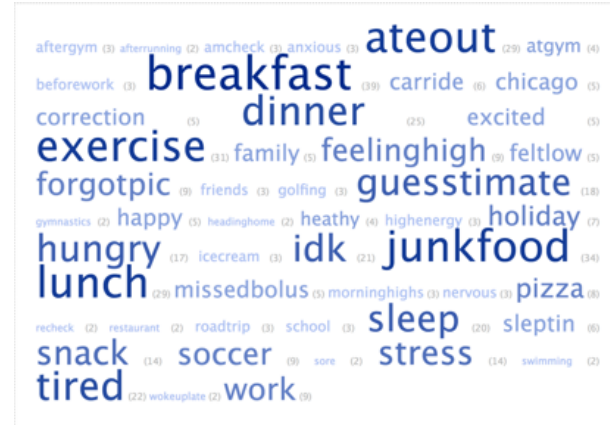 aftergym (3) afterrunning (2) amcheck (3) anxious (3) ateout (29) atgym (4)
beforework (3) breakfast (39) carride (6) chicago (5)
correction (5) dinner (25) excited (5)
exercise (31) family (5) feelinghigh (9) feltlow (5)
forgotpic (9) friends (3) golfing (3) guesstimate (18)
gymnastics (2) happy (5) headinghome (2) heathy (4) highenergy (3) holiday (7)
hungry (17) icecream (3) idk (21) junkfood (34)
lunch (29) missedbolus (5) morninghighs (3) nervous (3) pizza (8)
recheck (2) restaurant (2) roadtrip (3) school (3) sleep (20) sleptin (6)
snack (14) soccer (9) sore (2) stress (14) swimming (2)
tired (22) wokeuplate (2) work (9)